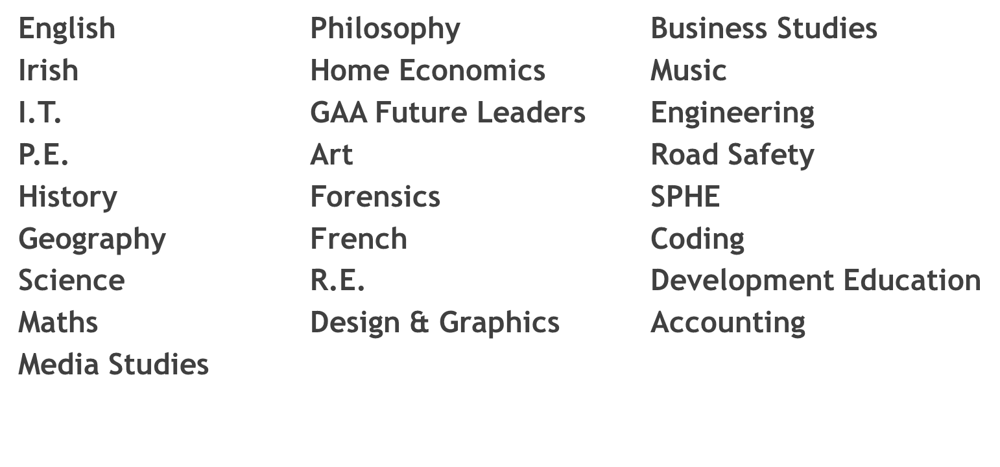 English
Irish
I.T.
P.E.
History
Geography
Science
Maths
Media Studies
Philosophy
Home Economics
GAA Future Leaders
Art
Forensics
French
R.E.
Design & Graphics
Business Studies
Music
Engineering
Road Safety
SPHE
Coding
Development Education
Accounting